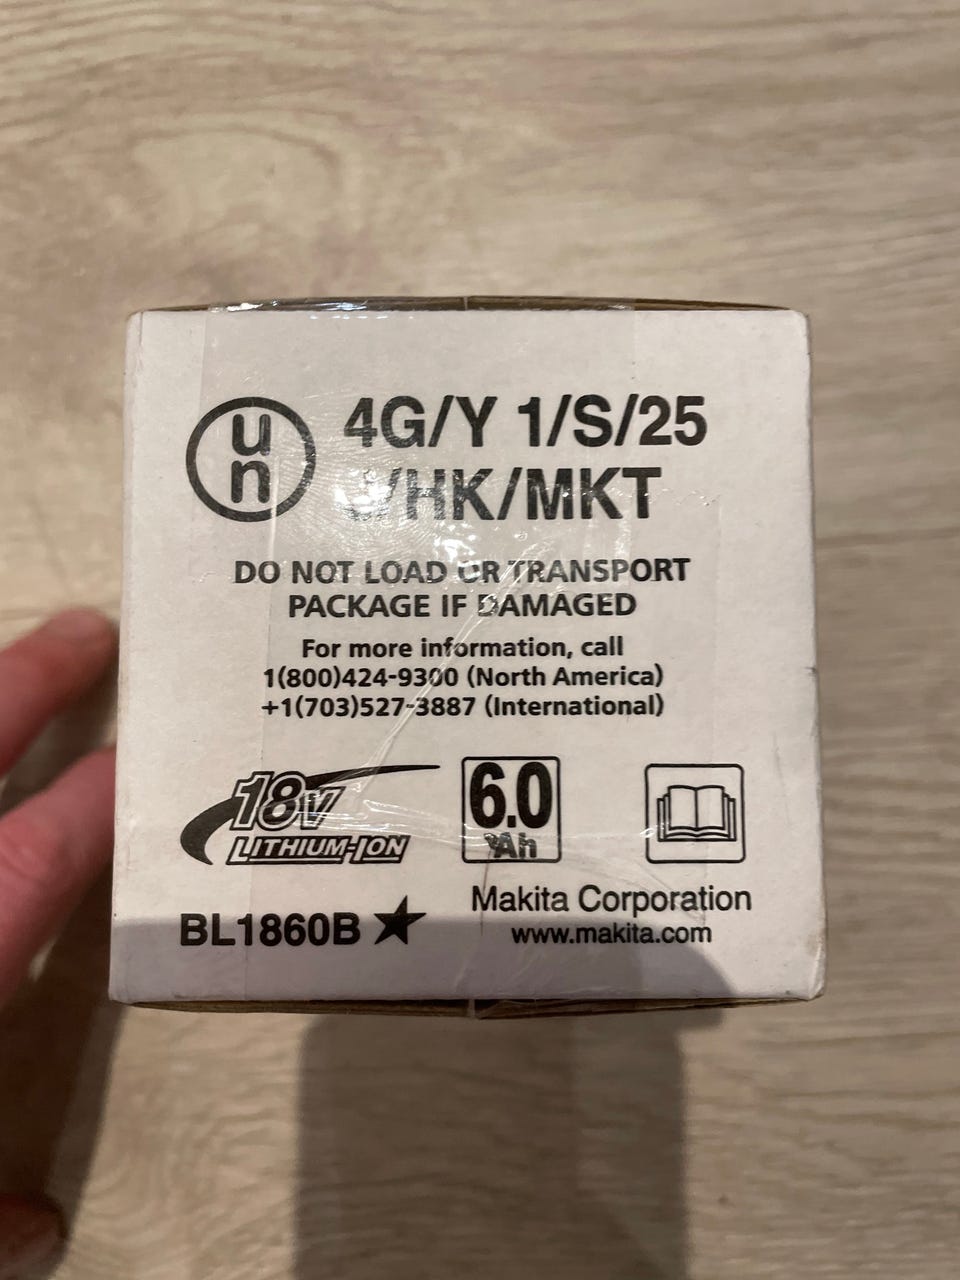 un
4G/Y 1/S/25
/HK/MKT
DO NOT LOAD OR TRANSPORT
PACKAGE IF DAMAGED
For more information, call
1(800)424-9300 (North America)
+1(703)527-3887 (International)
18V
LITHIUM-ION
6.0
Ah
BL1860B★
Makita Corporation
www.makita.com